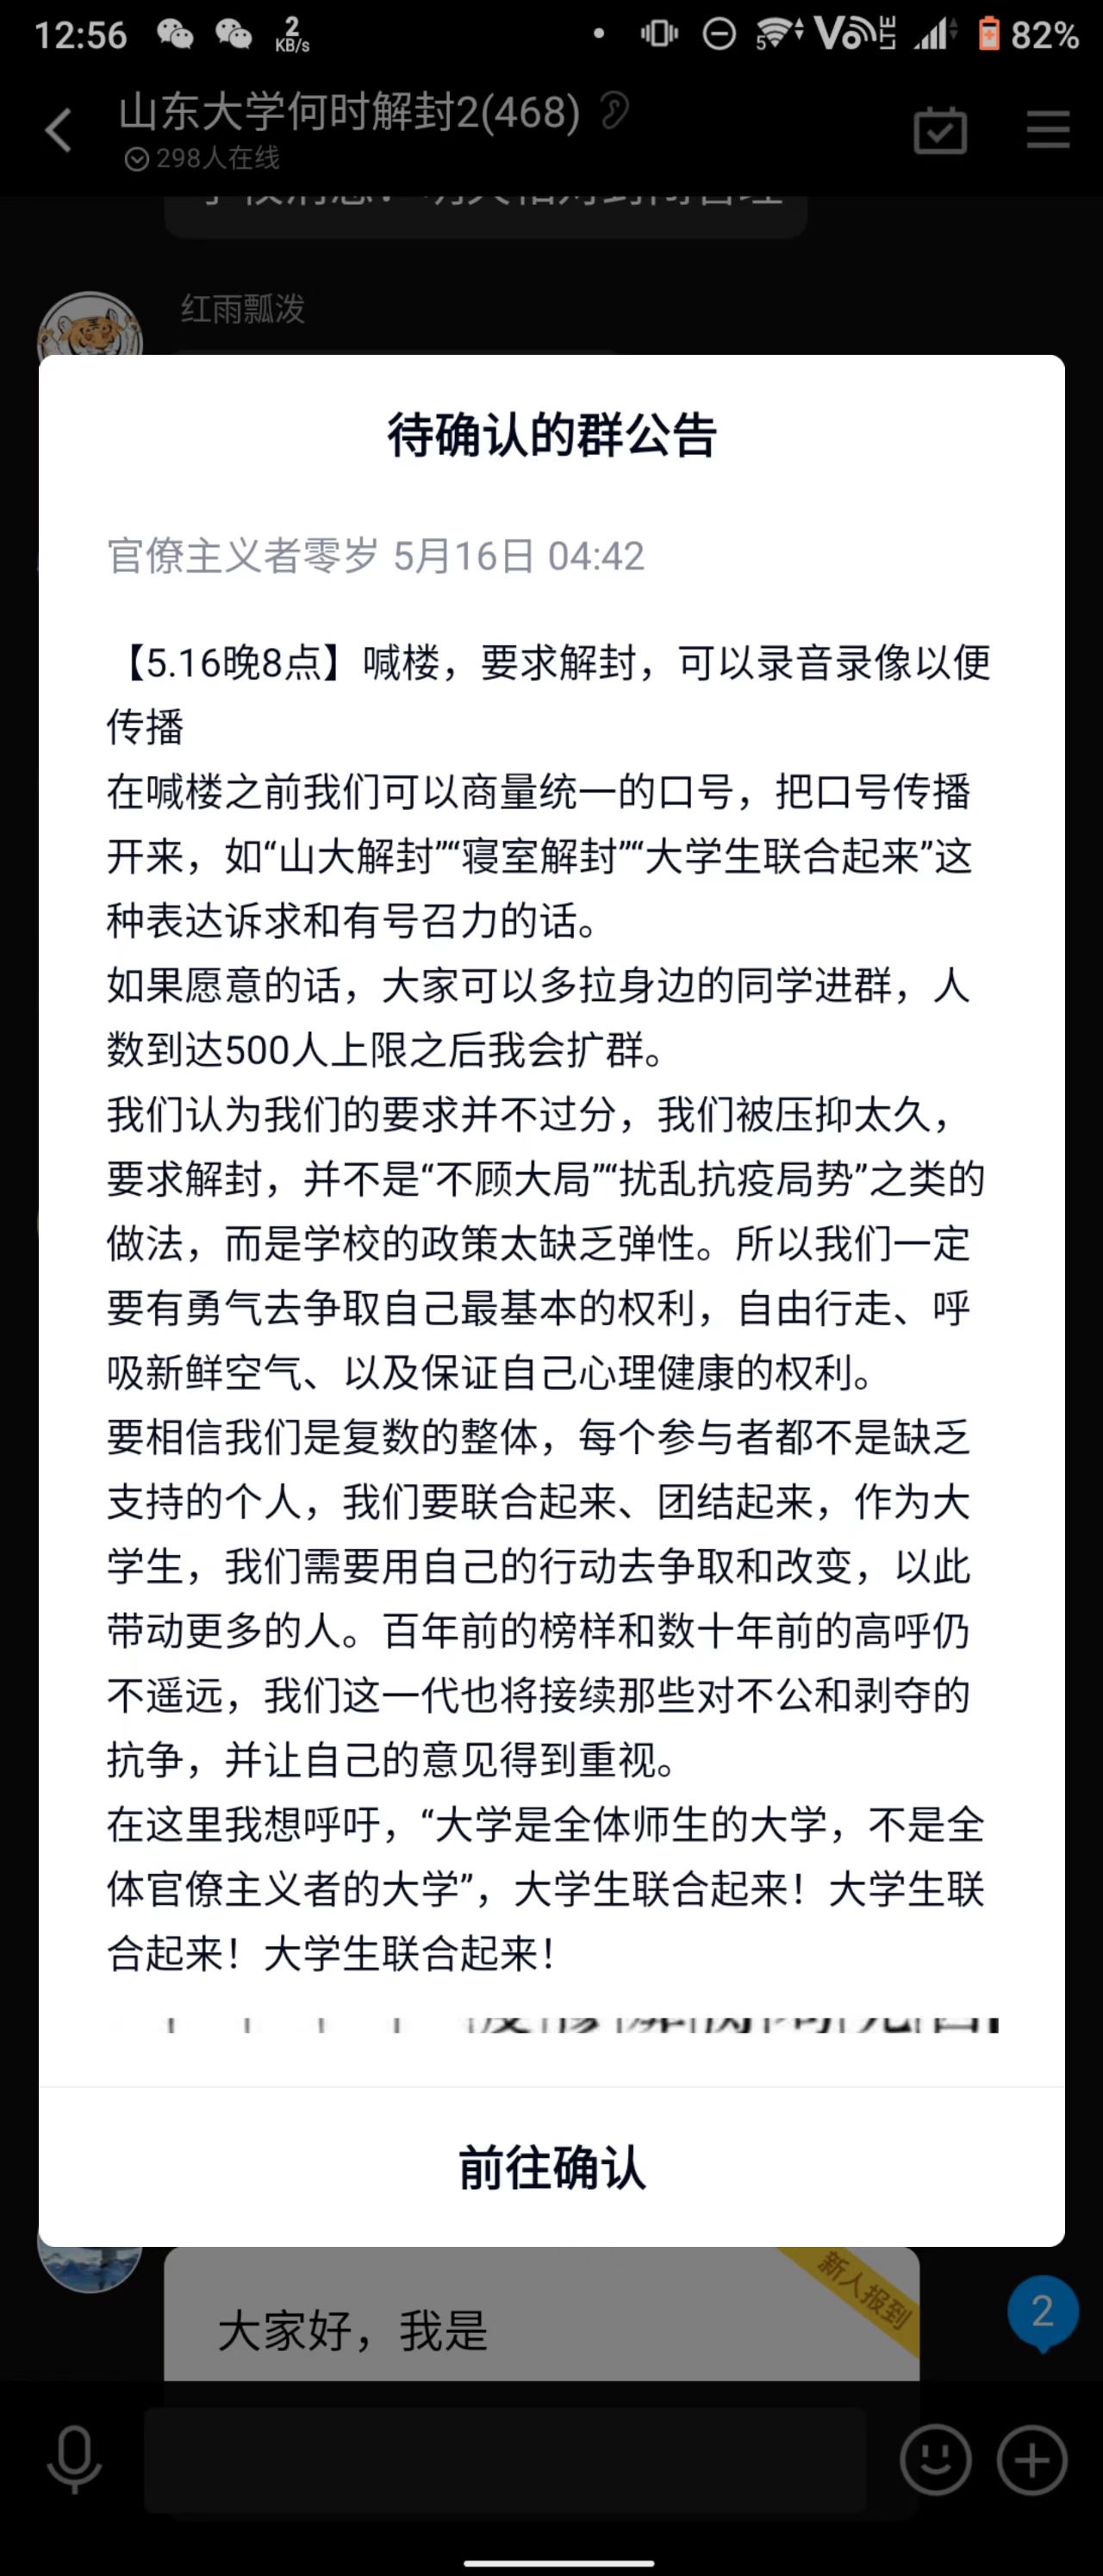 12:56
2
KB/s
5
Vo
LTE
82%
山东大学何时解封2(468)
298人在线
红雨瓢泼
待确认的群公告
官僚主义者零岁 5月16日 04:42
【5.16晚8点】喊楼，要求解封，可以录音录像以便
传播
在喊楼之前我们可以商量统一的口号，把口号传播
开来，如“山大解封”“寝室解封”“大学生联合起来”这
种表达诉求和有号召力的话。
如果愿意的话，大家可以多拉身边的同学进群，人
数到达500人上限之后我会扩群。
我们认为我们的要求并不过分，我们被压抑太久，
要求解封，并不是“不顾大局”“扰乱抗疫局势”之类的
做法，而是学校的政策太缺乏弹性。所以我们一定
要有勇气去争取自己最基本的权利，自由行走、呼
吸新鲜空气、以及保证自己心理健康的权利。
要相信我们是复数的整体，每个参与者都不是缺乏
支持的个人，我们要联合起来、团结起来，作为大
学生，我们需要用自己的行动去争取和改变，以此
带动更多的人。百年前的榜样和数十年前的高呼仍
不遥远，我们这一代也将接续那些对不公和剥夺的
抗争，并让自己的意见得到重视。
在这里我想呼吁，“大学是全体师生的大学，不是全
体官僚主义者的大学”，大学生联合起来！大学生联
合起来！大学生联合起来！
前往确认
新人报到
大家好，我是
2